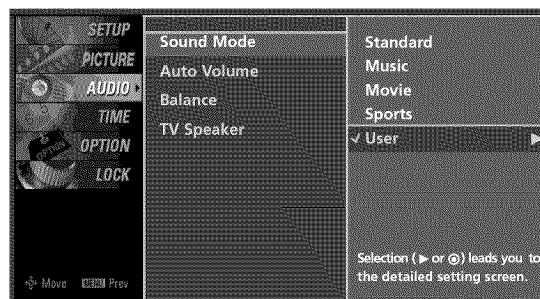 SETUP
PICTURE
AUDIO
TIME
OPTION
LOCK
Move MENU Prev
Sound Mode
Auto Volume
Balance
TV Speaker
Standard
Music
Movie
Sports
✓ User ▶
Selection ( ▶ or ◉ ) leads you to
the detailed setting screen.